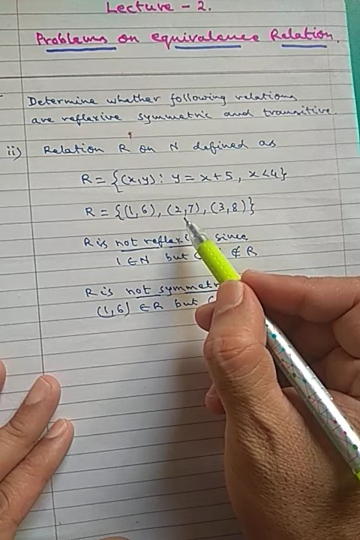 Lecture - 2.
Problems on equivalence Relation.
Determine whether following relations
are reflexive symmetric and transitive.
ii) Relation R on N defined as
R = {(x,y): y = x+5, x<4}
R = {(1,6), (2,7), (3,8)}
R is not since
1 ∈ N but ∉ R
R is not
(1,6) ∈ R but